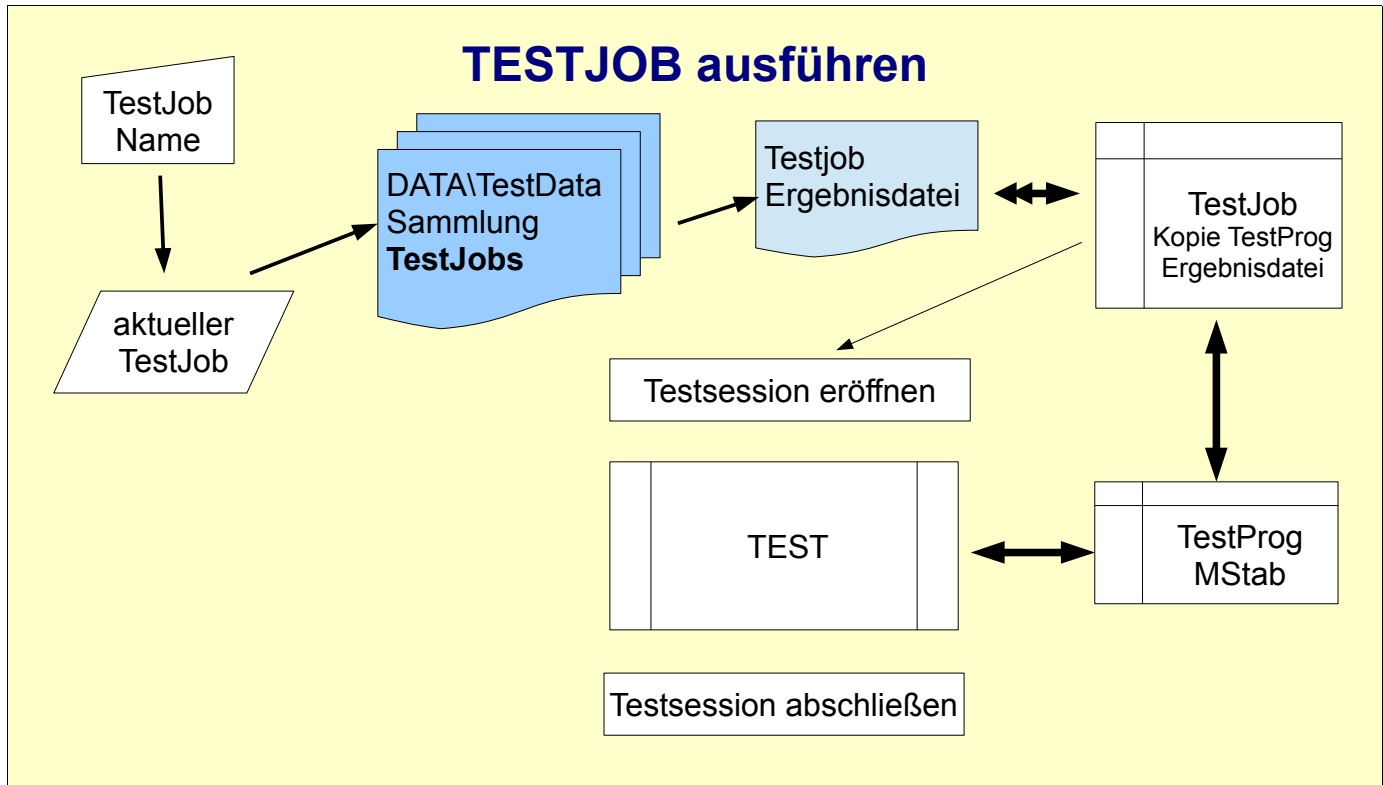 TESTJOB ausführen
TestJob
Name
aktueller
TestJob
DATA\TestData
Sammlung
TestJobs
Testjob
Ergebnisdatei
TestJob
Kopie TestProg
Ergebnisdatei
Testsession eröffnen
TEST
TestProg
MStab
Testsession abschließen